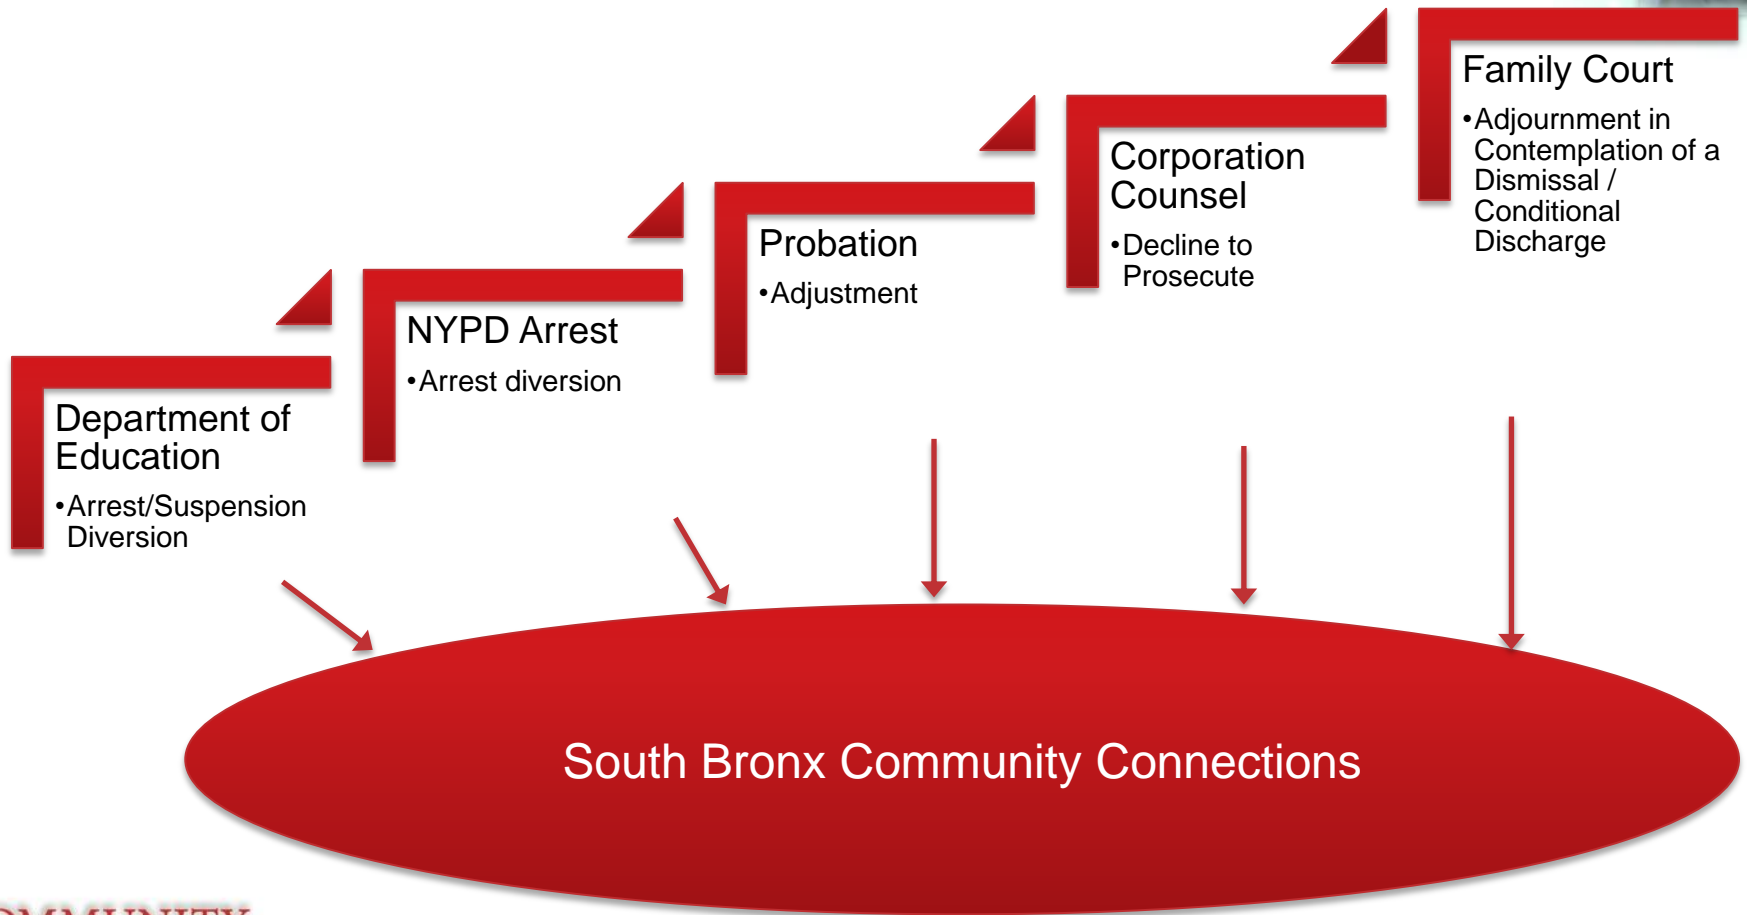 Family Court
•Adjournment in
Contemplation of a
Dismissal /
Conditional
Discharge
Corporation
Counsel
•Decline to
Prosecute
Probation
•Adjustment
NYPD Arrest
•Arrest diversion
Department of
Education
•Arrest/Suspension
Diversion
South Bronx Community Connections